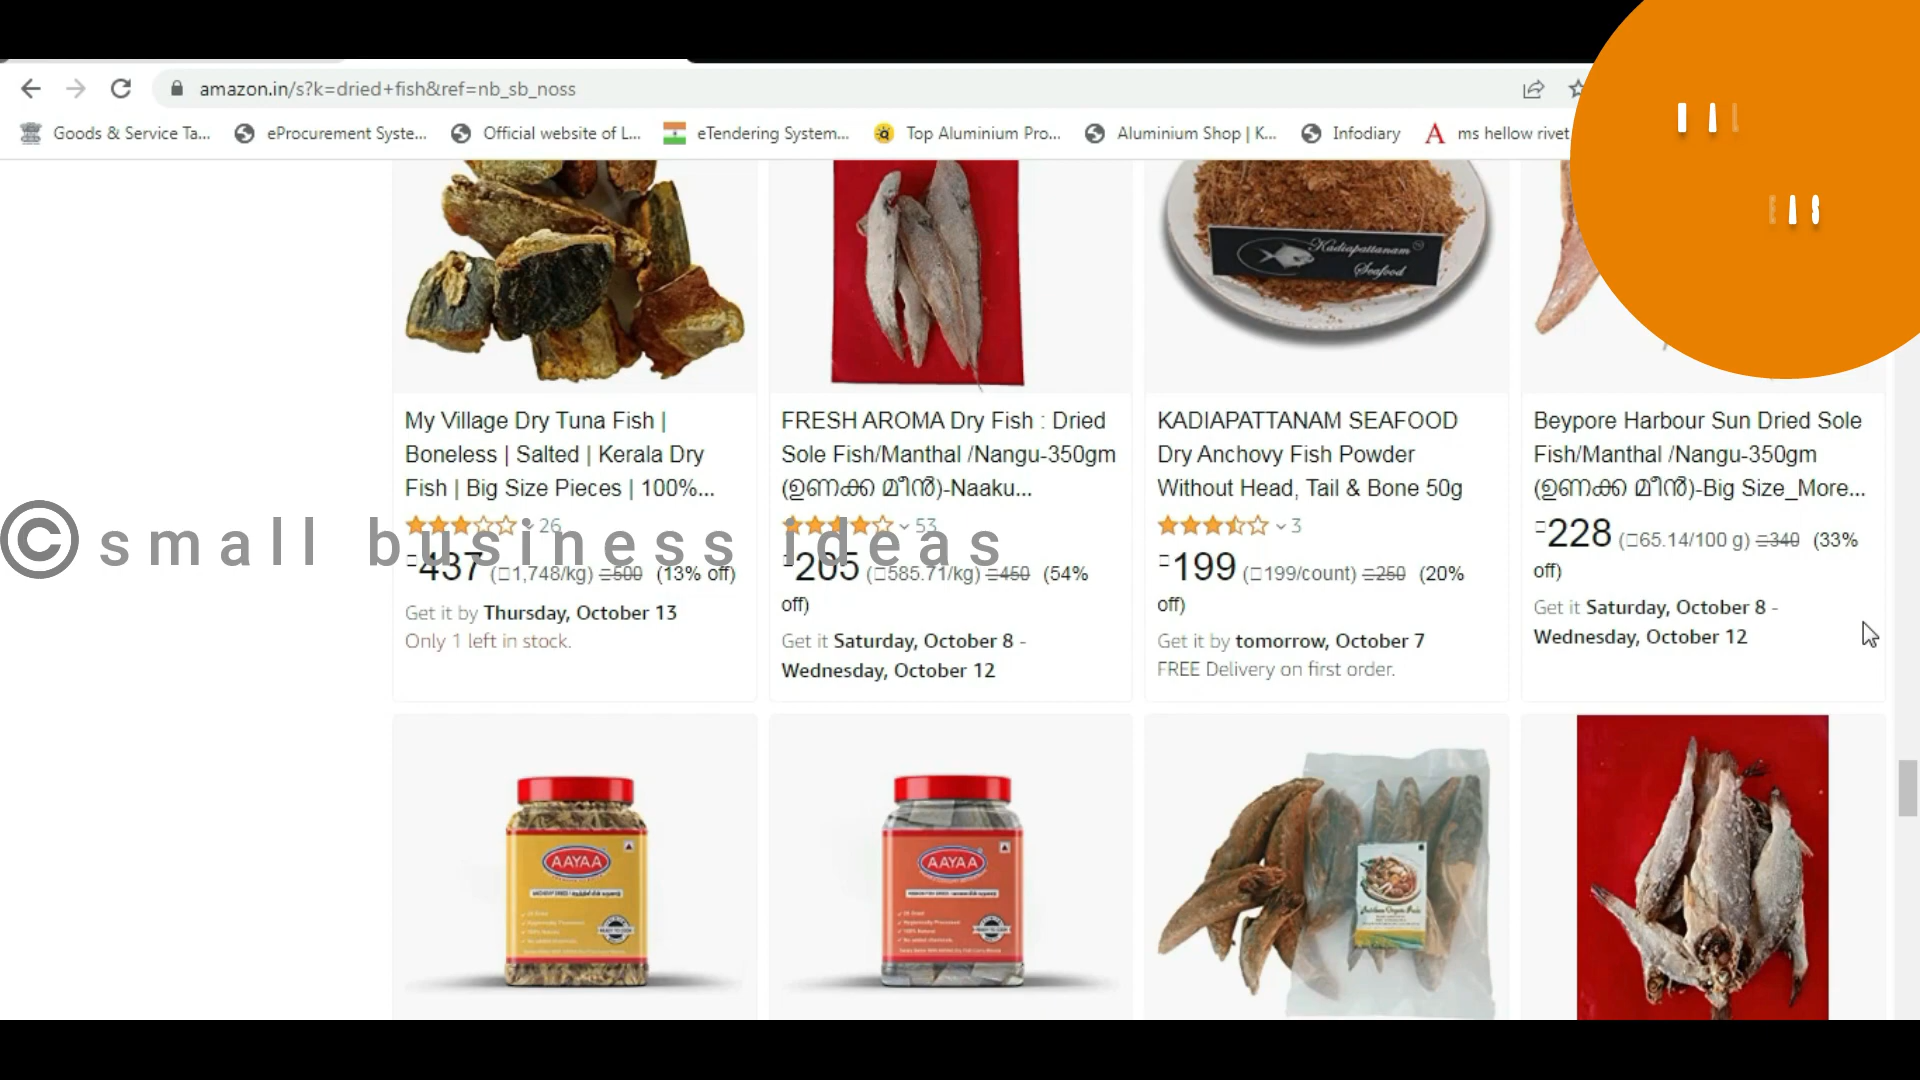 amazon.in/s?k=dried+fish&ref=nb_sb_noss
Goods & Service Ta...
eProcurement Syste...
Official website of L...
eTendering System...
Top Aluminium Pro...
Aluminium Shop | K...
Infodiary
ms hellow rivet
Kadiapattanam
Seafood
My Village Dry Tuna Fish |
Boneless | Salted | Kerala Dry
Fish | Big Size Pieces | 100%...
26
437 (1,748/kg) 500 (13% off)
Get it by Thursday, October 13
Only 1 left in stock.
FRESH AROMA Dry Fish : Dried
Sole Fish/Manthal /Nangu-350gm
(ഉണക്ക മീൻ)-Naaku...
53
205 (585.71/kg) 450 (54%
off)
Get it Saturday, October 8 -
Wednesday, October 12
KADIAPATTANAM SEAFOOD
Dry Anchovy Fish Powder
Without Head, Tail & Bone 50g
3
199 (199/count) 250 (20%
off)
Get it by tomorrow, October 7
FREE Delivery on first order.
Beypore Harbour Sun Dried Sole
Fish/Manthal /Nangu-350gm
(ഉണക്ക മീൻ)-Big Size_More...
228 (65.14/100 g) 340 (33%
off)
Get it Saturday, October 8 -
Wednesday, October 12
© small business ideas
AAYAA
AAYAA